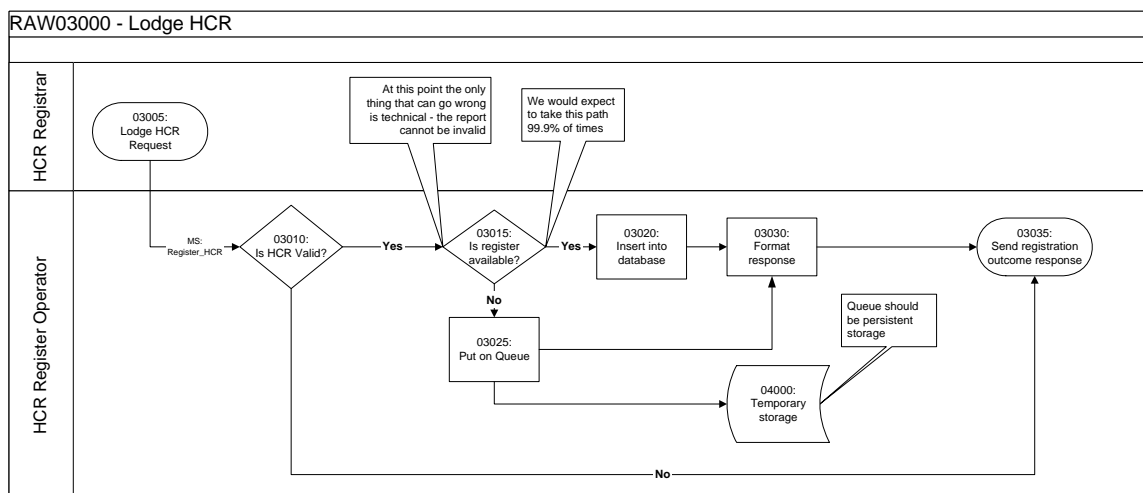 RAW03000 - Lodge HCR
HCR Registrar
03005:
Lodge HCR
Request
At this point the only
thing that can go wrong
is technical - the report
cannot be invalid
We would expect
to take this path
99.9% of times
HCR Register Operator
MS:
Register_HCR
03010:
Is HCR Valid?
Yes
03015:
Is register
available?
Yes
03020:
Insert into
database
03030:
Format
response
03035:
Send registration
outcome response
No
03025:
Put on Queue
Queue should
be persistent
storage
04000:
Temporary
storage
No